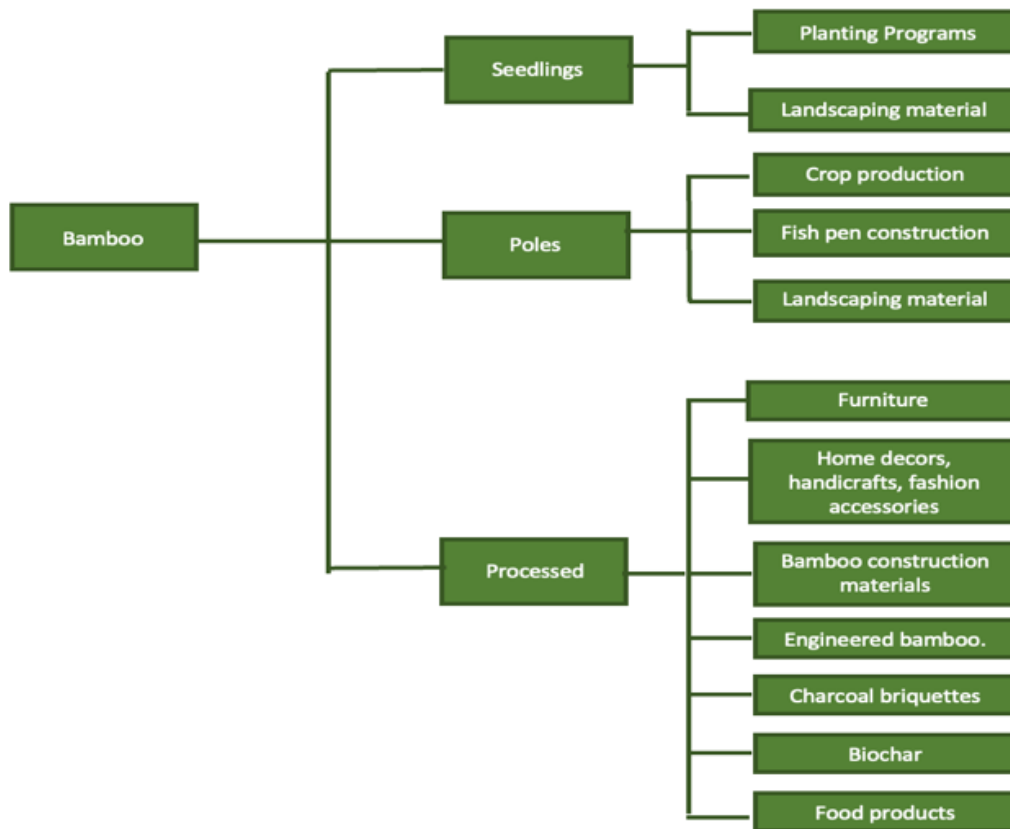 Bamboo
Seedlings
Planting Programs
Landscaping material
Poles
Crop production
Fish pen construction
Landscaping material
Processed
Furniture
Home decors,
handicrafts, fashion
accessories
Bamboo construction
materials
Engineered bamboo.
Charcoal briquettes
Biochar
Food products